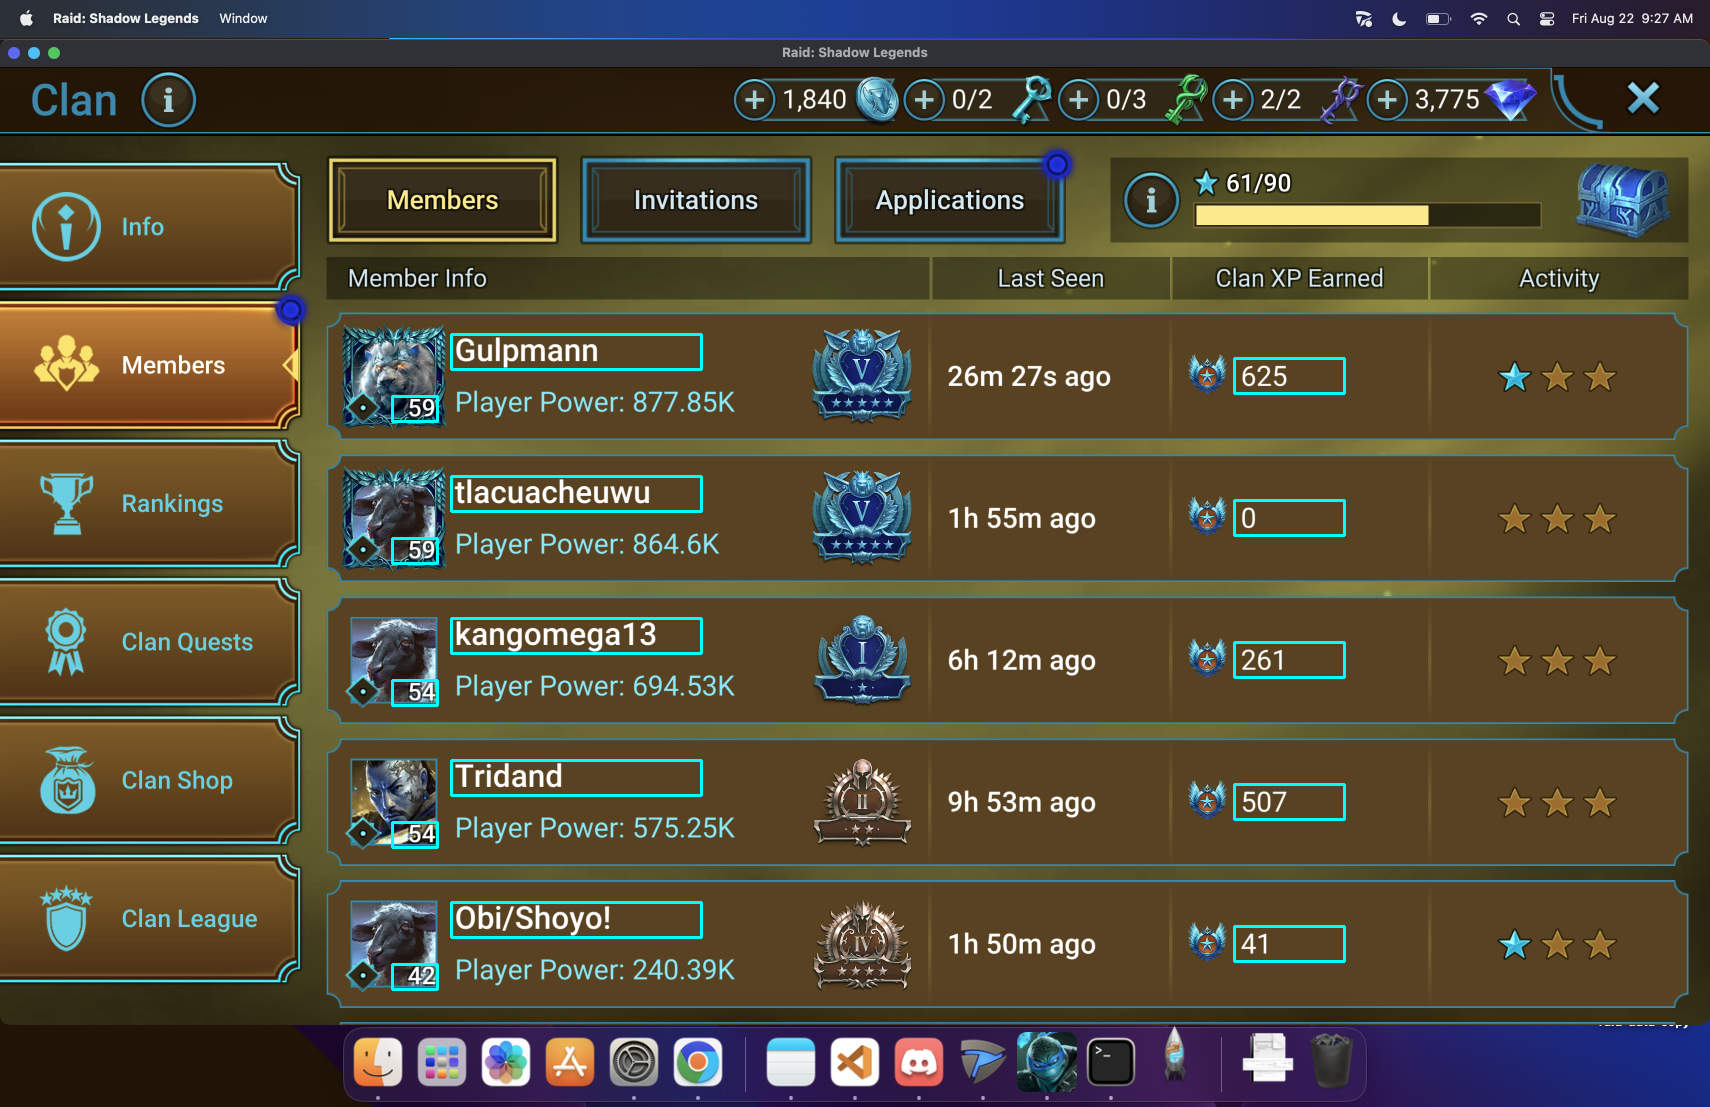 Raid: Shadow Legends Window Fri Aug 22 9:27 AM
Raid: Shadow Legends
Clan i 1,840 0/2 0/3 2/2 3,775
Info
Members
Rankings
Clan Quests
Clan Shop
Clan League
Members Invitations Applications
i 61/90
Member Info Last Seen Clan XP Earned Activity
Gulpmann
59 Player Power: 877.85K V 26m 27s ago 625
tlacuacheuwu
59 Player Power: 864.6K V 1h 55m ago 0
kangomega13
54 Player Power: 694.53K I 6h 12m ago 261
Tridand
54 Player Power: 575.25K II 9h 53m ago 507
Obi/Shoyo!
42 Player Power: 240.39K IV 1h 50m ago 41